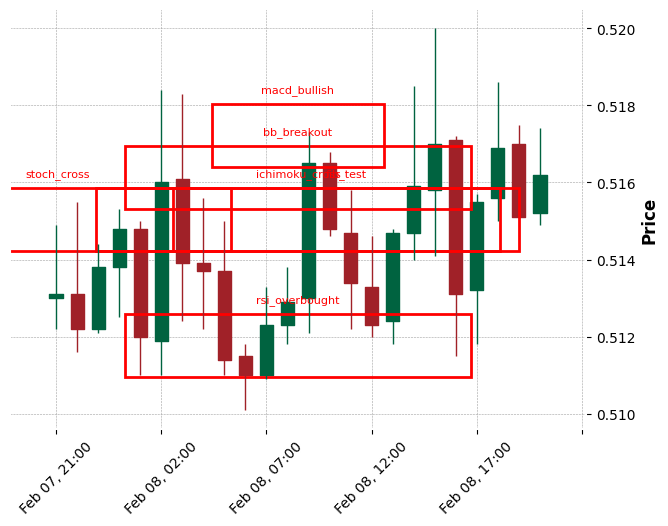 0.520
macd_bullish
0.518
bb_breakout
stoch_cross
0.516
0.514
rsi_overbought
0.512
0.510
Price
Feb 07, 21:00
Feb 08, 02:00
Feb 08, 07:00
Feb 08, 12:00
Feb 08, 17:00